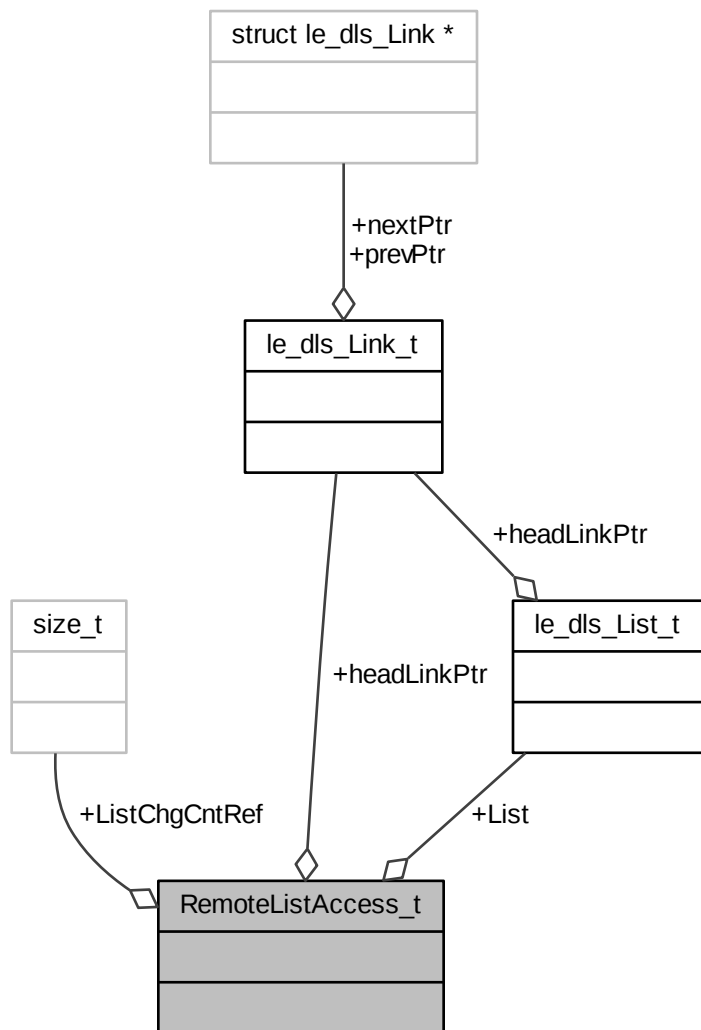 struct le_dls_Link *
+nextPtr
+prevPtr
le_dls_Link_t
+headLinkPtr
size_t
le_dls_List_t
+headLinkPtr
+ListChgCntRef
+List
RemoteListAccess_t